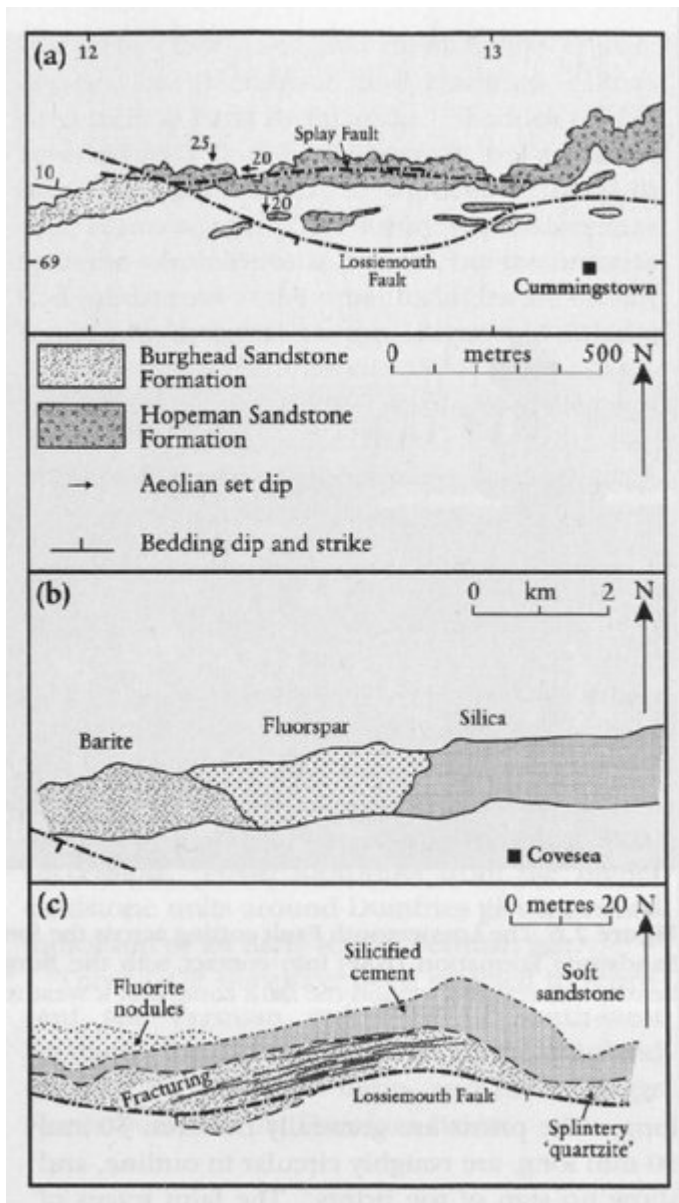 (a)
12
13
25
20
Splay Fault
10
20
69
Lossiemouth
Fault
Cummingstown
Burghead Sandstone
Formation
Hopeman Sandstone
Formation
0 metres 500 N
Aeolian set dip
Bedding dip and strike
(b)
0 km 2 N
Barite
Fluorspar
Silica
Covesea
(c)
0 metres 20 N
Silicified
cement
Soft
sandstone
Fluorite
nodules
Fracturing
Lossiemouth Fault
Splintery
"quartzite"